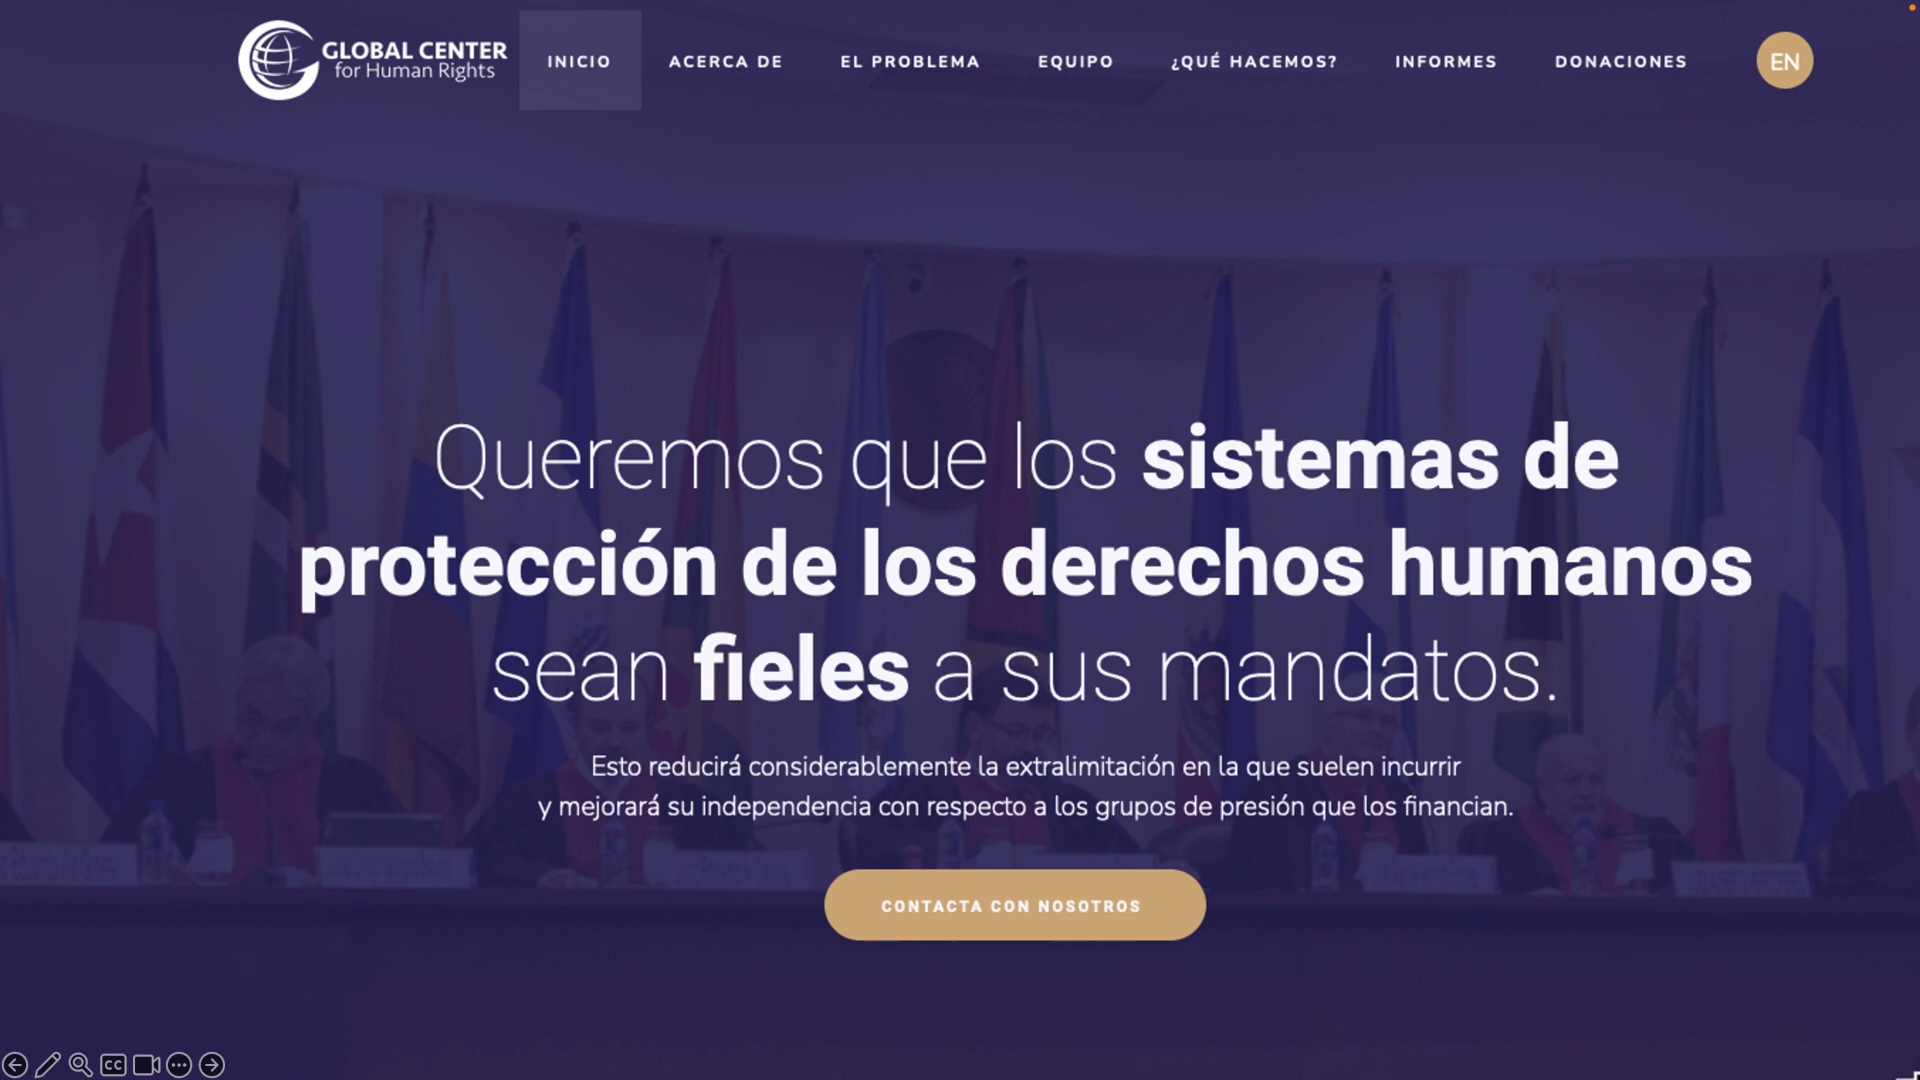 GLOBAL CENTER
for Human Rights
INICIO
ACERCA DE
EL PROBLEMA
EQUIPO
¿QUÉ HACEMOS?
INFORMES
DONACIONES
EN
Queremos que los sistemas de
protección de los derechos humanos
sean fieles a sus mandatos.
Esto reducirá considerablemente la extralimitación en la que suelen incurrir
y mejorará su independencia con respecto a los grupos de presión que los financian.
CONTACTA CON NOSOTROS
CC